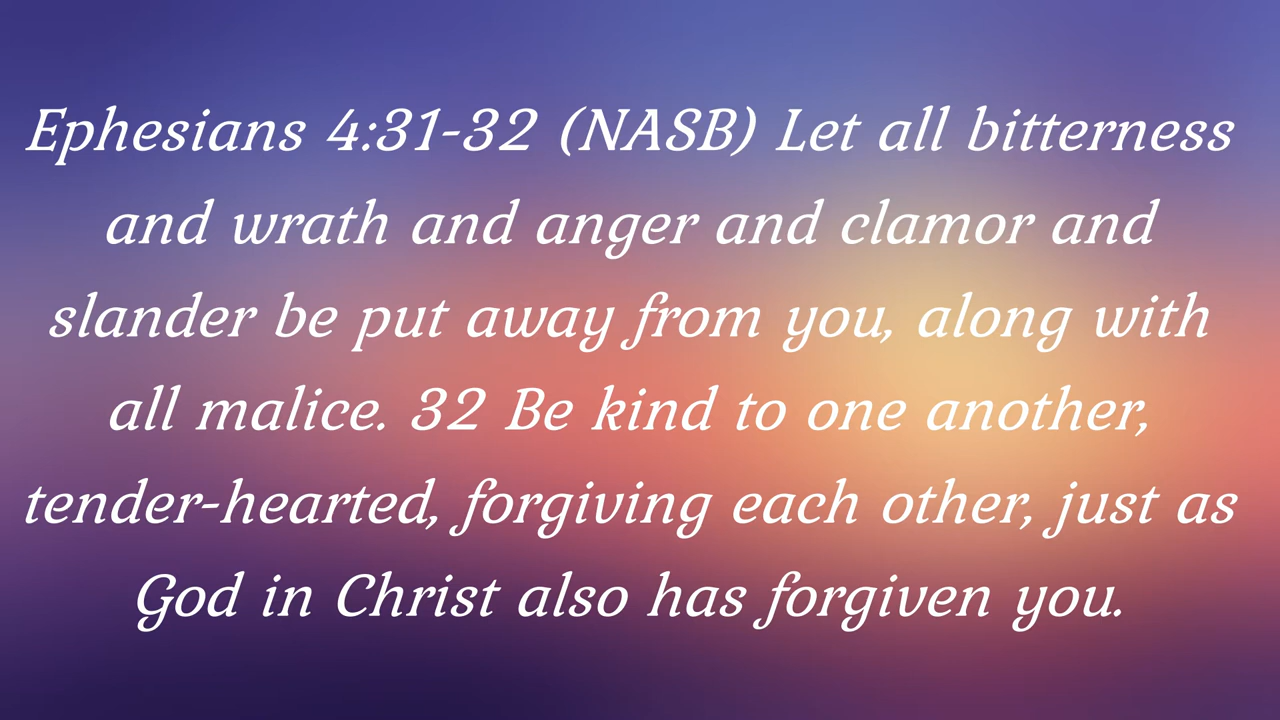 Ephesians 4:31-32 (NASB) Let all bitterness
and wrath and anger and clamor and
slander be put away from you, along with
all malice. 32 Be kind to one another,
tender-hearted, forgiving each other, just as
God in Christ also has forgiven you.